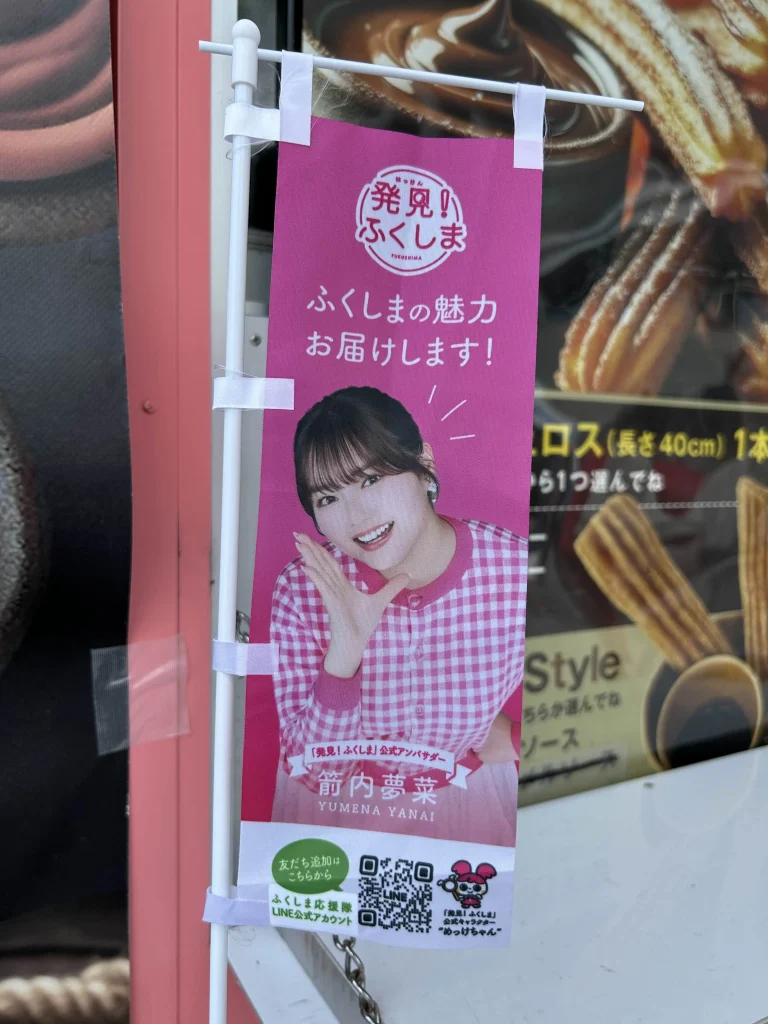 はっけん
発見!
ふくしま
FUKUSHIMA
ふくしまの魅力
お届けします!
「発見!ふくしま」公式アンバサダー
箭内夢菜
YUMENA YANAI
友だち追加は
こちらから
ふくしま応援隊
LINE公式アカウント
LINE
「発見!ふくしま」
公式キャラクター
"めっけちゃん"
ロス(長さ40cm) 1本
ら1つ選んでね
Style
ちらか選んでね
ソース